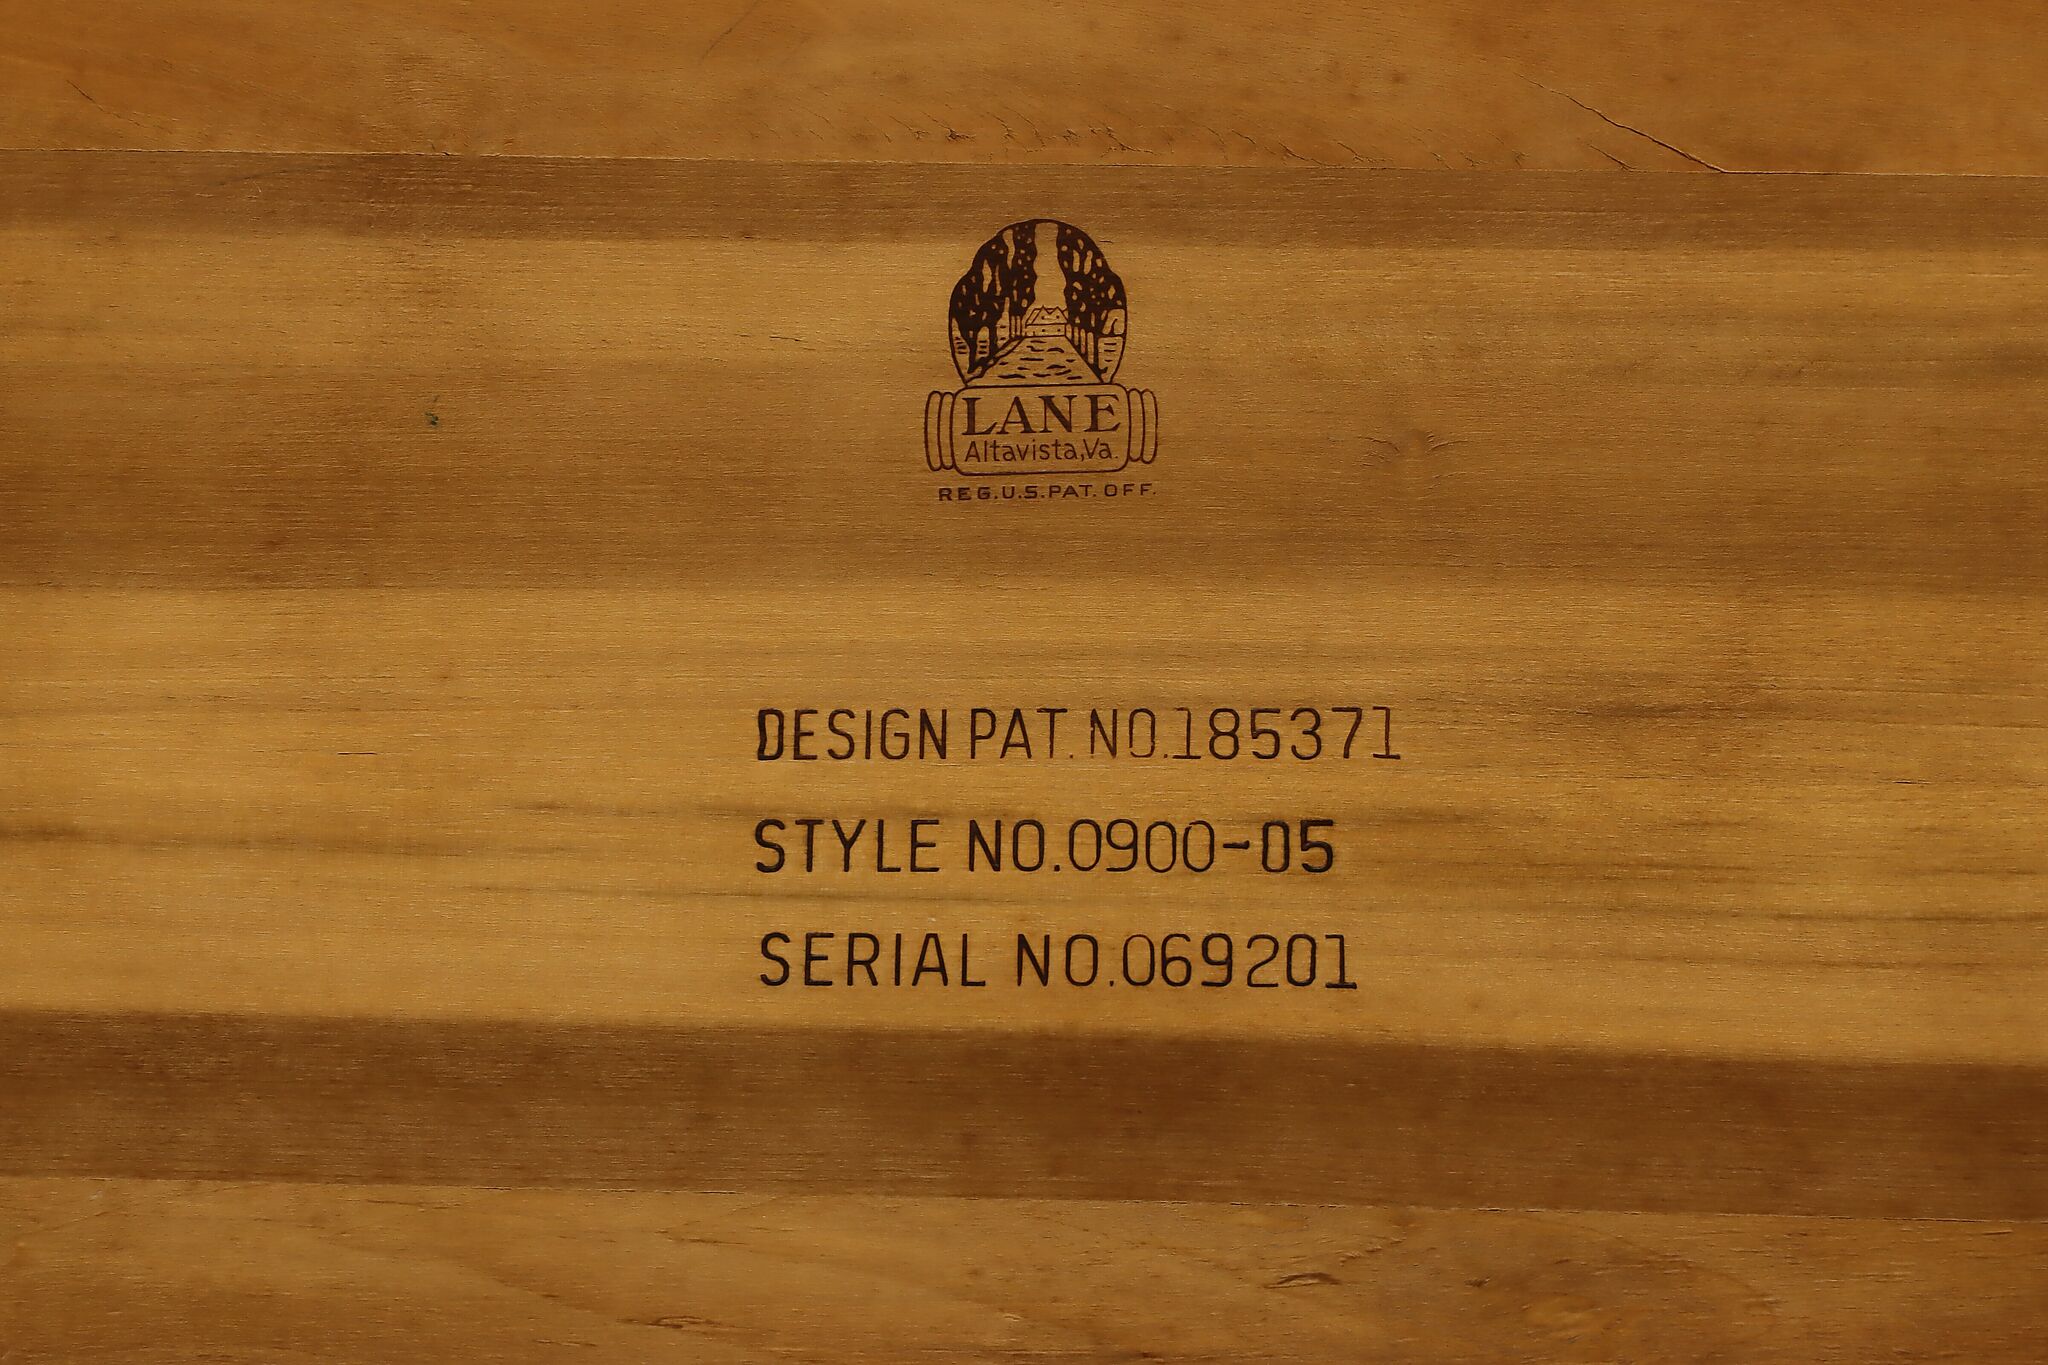 LANE
Altavista,Va.
REG.U.S.PAT.OFF.
DESIGN PAT. NO.185371
STYLE NO.0900-05
SERIAL NO.069201